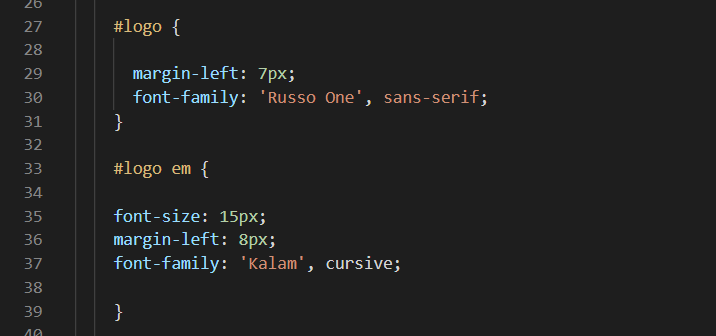 26
27 #logo {
28
29 margin-left: 7px;
30 font-family: 'Russo One', sans-serif;
31 }
32
33 #logo em {
34
35 font-size: 15px;
36 margin-left: 8px;
37 font-family: 'Kalam', cursive;
38
39 }
40